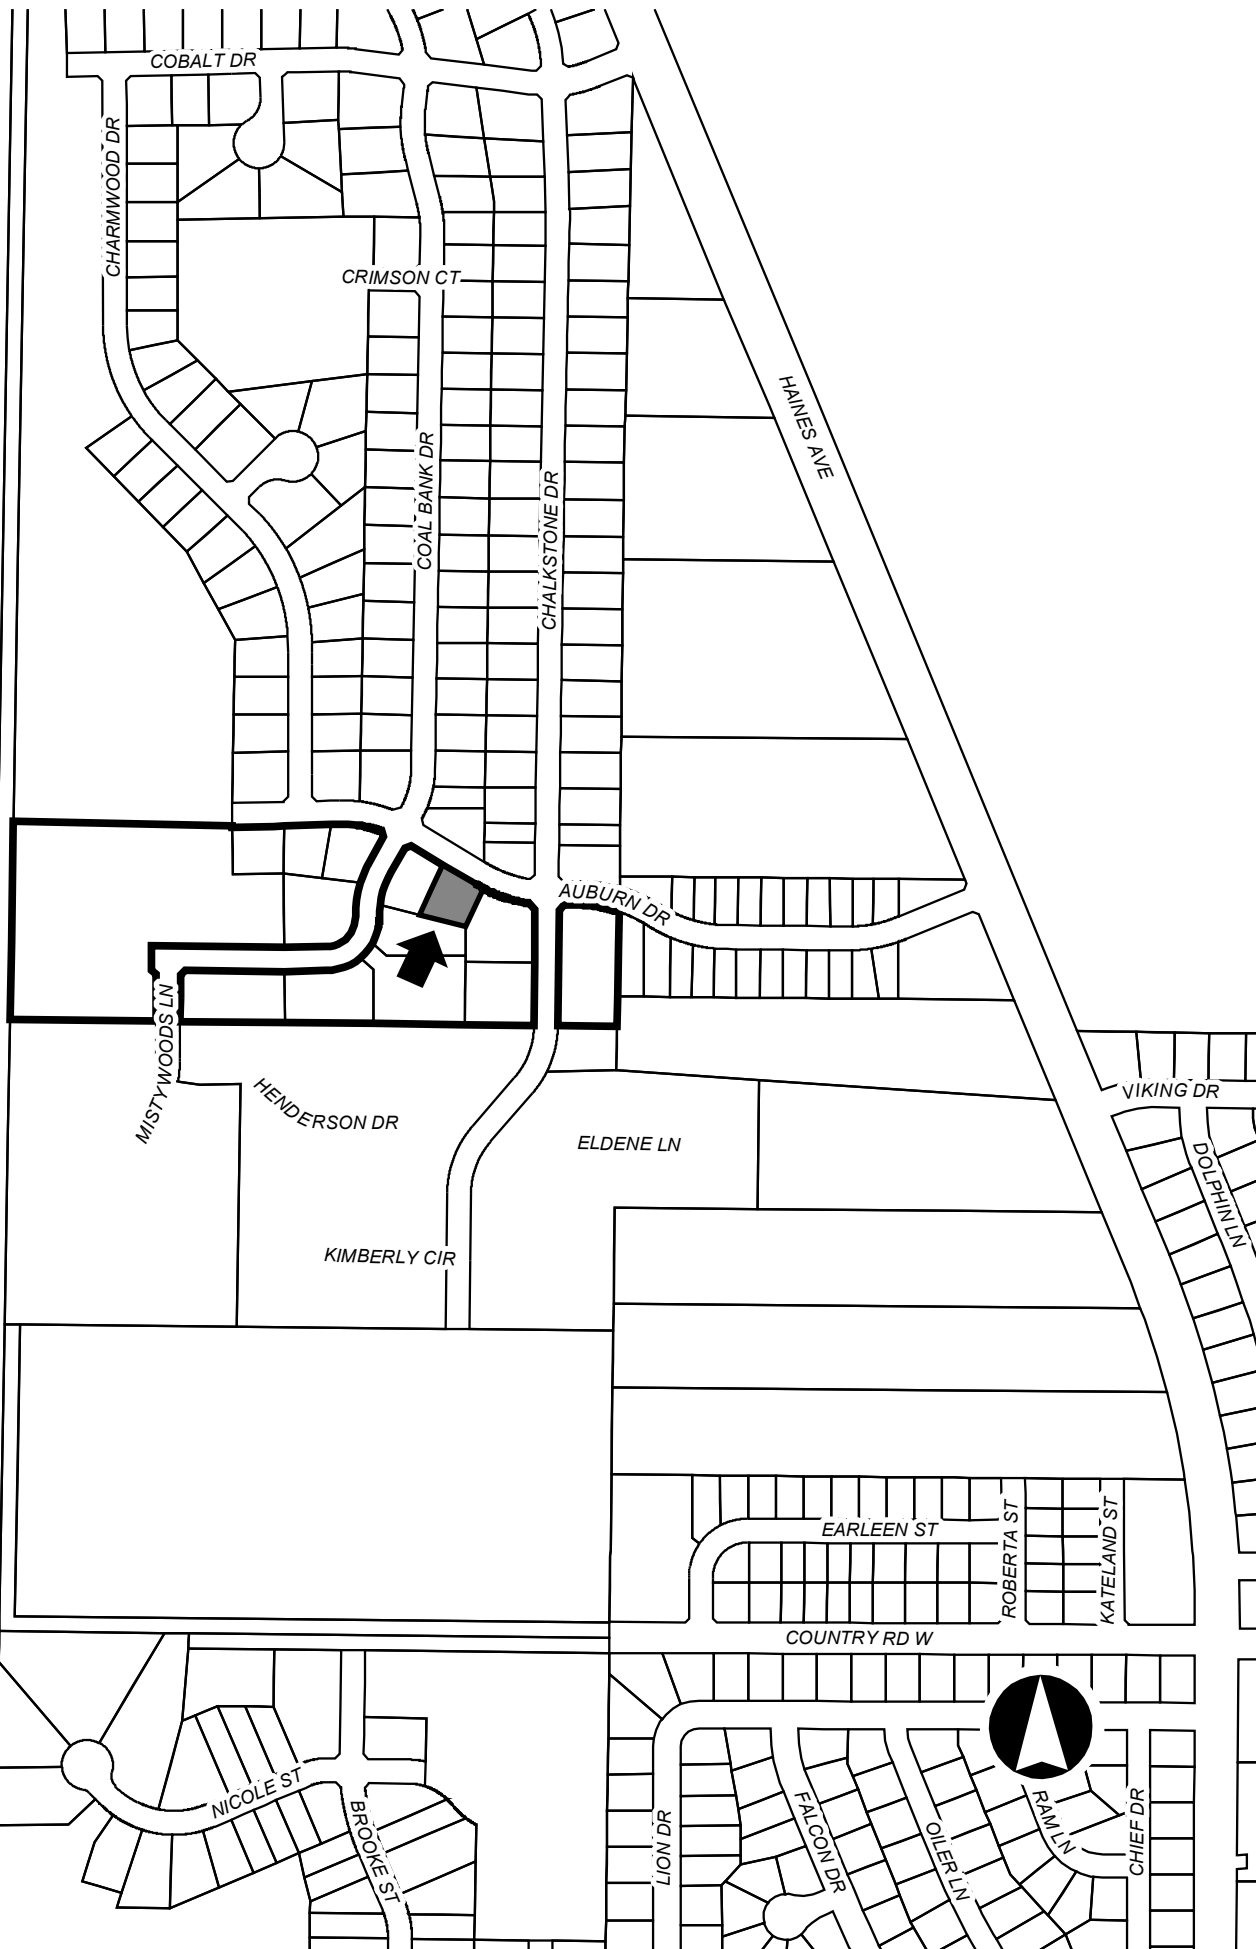 COBALT DR
CHARMWOOD DR
CRIMSON CT
HAINES AVE
COAL BANK DR
CHALKSTONE DR
AUBURN DR
MISTYWOODS LN
HENDERSON DR
VIKING DR
ELDENE LN
DOLPHIN LN
KIMBERLY CIR
EARLEEN ST
ROBERTA ST
KATELAND ST
COUNTRY RD W
NICOLE ST
BROOKE ST
LION DR
FALCON DR
OILER LN
RAM LN
CHIEF DR